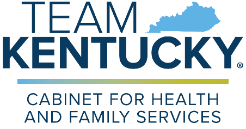 TEAM
KENTUCKY®
CABINET FOR HEALTH
AND FAMILY SERVICES